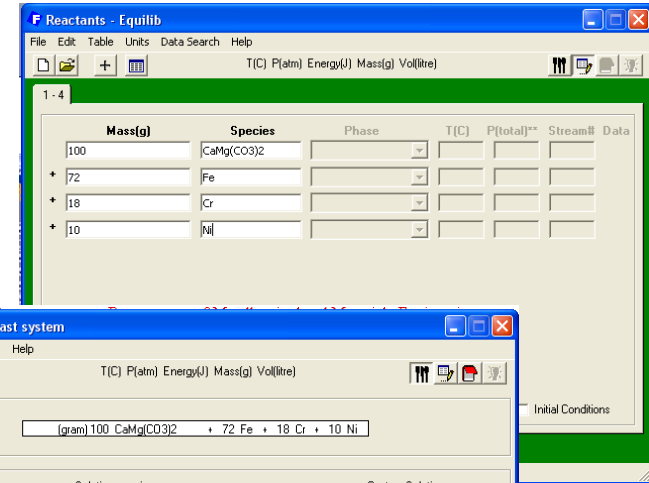 Reactants - Equilib
File Edit Table Units Data Search Help
T(C) P(atm) Energy(J) Mass(g) Vol(litre)
1 - 4
Mass(g) Species Phase T(C) P(total)** Stream# Data
100 CaMg(CO3)2
+ 72 Fe
+ 18 Cr
+ 10 Ni
ast system
Help
T(C) P(atm) Energy(J) Mass(g) Vol(litre)
Initial Conditions
(gram) 100 CaMg(CO3)2 + 72 Fe + 18 Cr + 10 Ni